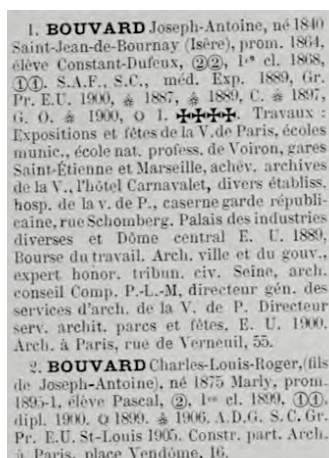 1. BOUVARD Joseph-Antoine, né 1840
Saint-Jean-de-Bournay (Isère), prom. 1864,
élève Constant-Dufeux, ②②, 1re cl. 1868,
①①. S.A.F., S.C., méd. Exp. 1889, Gr.
Pr. E.U. 1900, ☆ 1887, ☆ 1889, C. ☆ 1897,
G. O. ☆ 1900, O I. ✠✠✠✠. Travaux :
Expositions et fêtes de la V. de Paris, écoles
munic., école nat. profess. de Voiron, gares
Saint-Étienne et Marseille, achèv. archives
de la V., l'hôtel Carnavalet, divers établiss.
hosp. de la v. de P., caserne garde républi-
caine, rue Schomberg. Palais des industries
diverses et Dôme central E. U. 1889,
Bourse du travail. Arch. ville et du gouv.,
expert honor. tribun. civ. Seine, arch.
conseil Comp. P.-L.-M, directeur gén. des
services d'arch. de la V. de P. Directeur
serv. archit. parcs et fêtes, E. U. 1900.
Arch. à Paris, rue de Verneuil, 55.
2. BOUVARD Charles-Louis-Roger, (fils
de Joseph-Antoine), né 1875 Marly, prom.
1895-1, élève Pascal, ②, 1re cl. 1899, ①①,
dipl. 1900. O 1899. ☆ 1906. A.D.G. S.C. Gr.
Pr. E.U. St-Louis 1905. Constr. part. Arch.
à Paris, place Vendôme, 16.